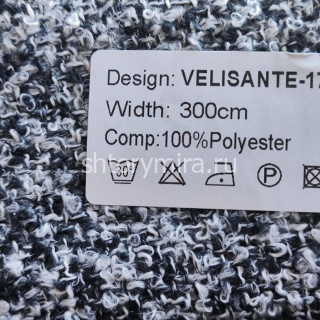 Design: VELISANTE-17
Width: 300cm
Comp:100%Polyester
shtorymira.ru
30
P